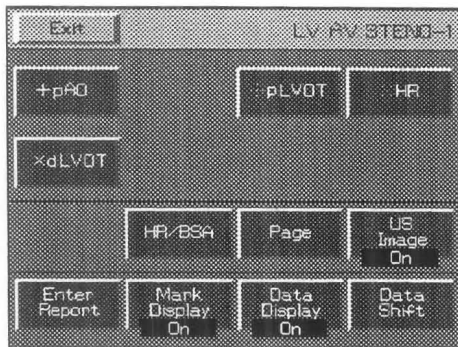 Exit
LV AV STENO-1
+pAO
pLVOT
HR
×dLVOT
HR/BSA
Page
US
Image
On
Enter
Report
Mark
Display
On
Data
Display
On
Data
Shift